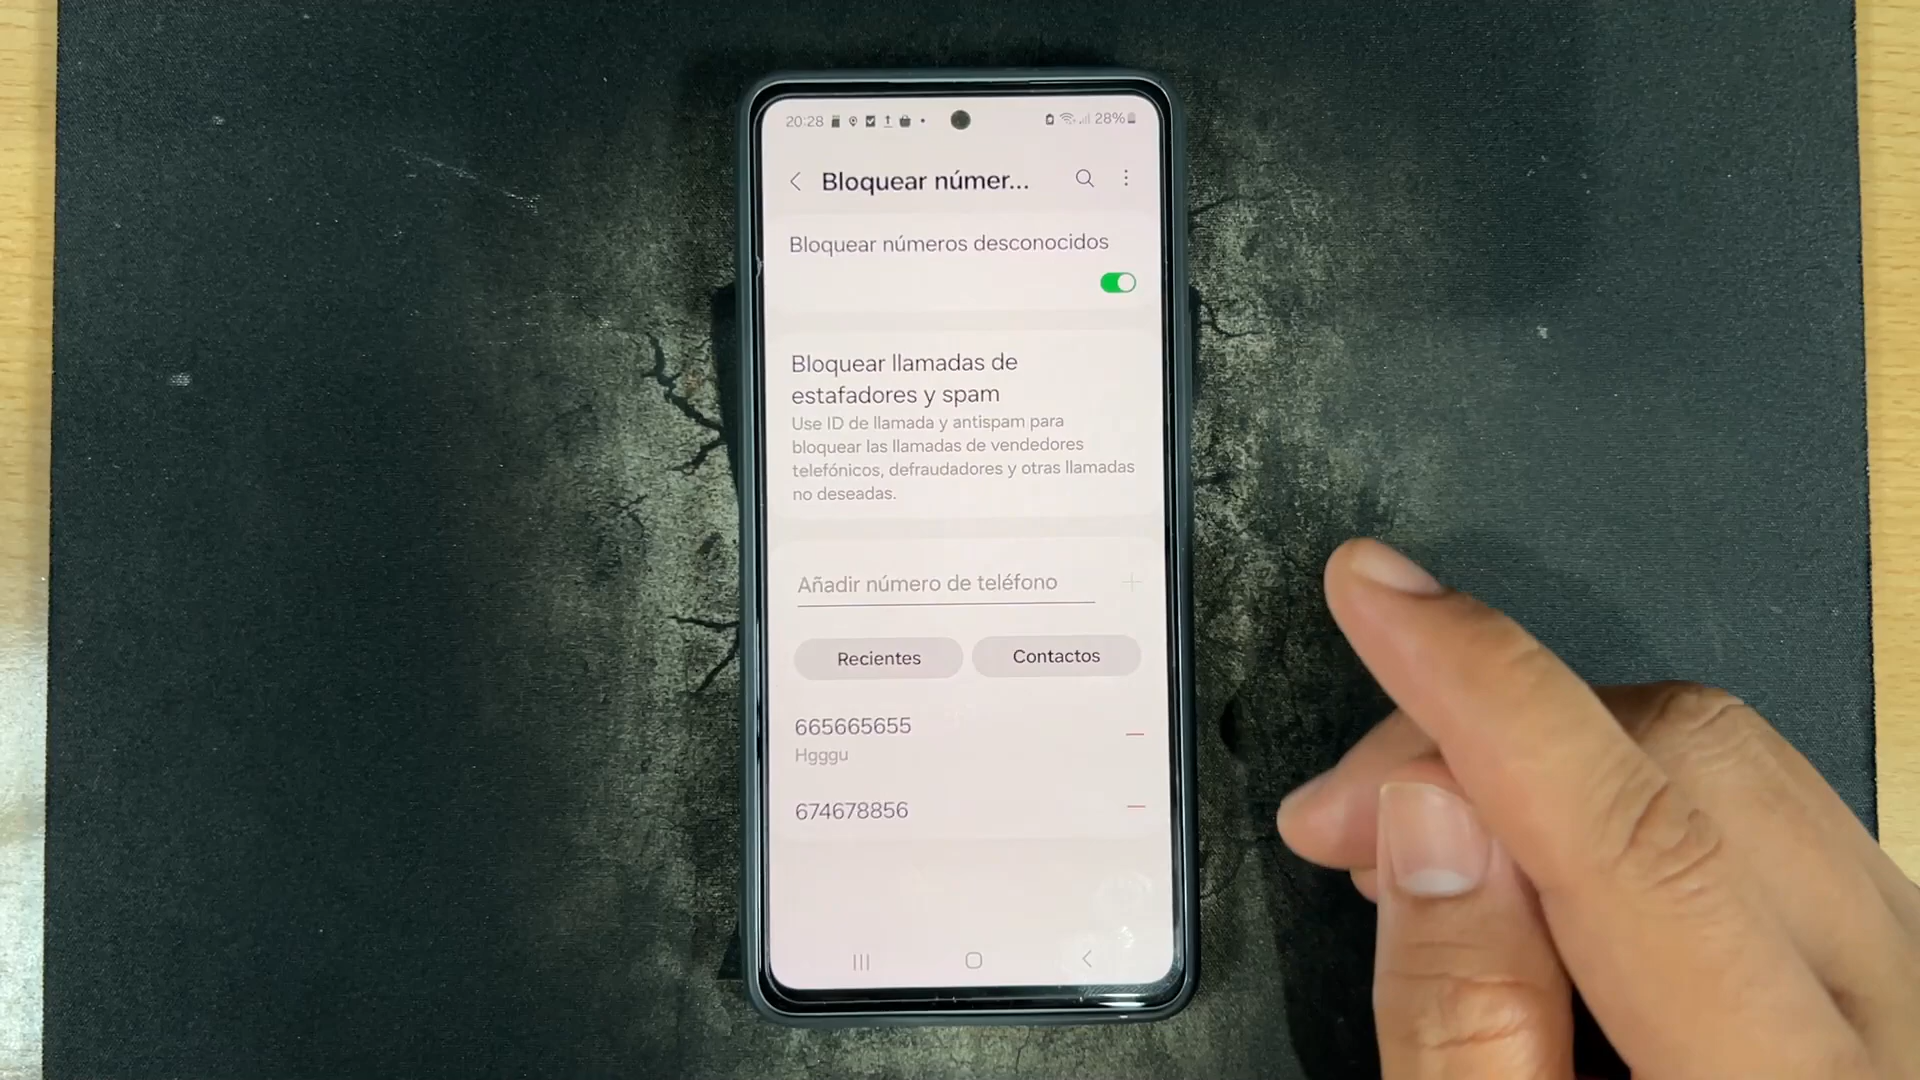 20:28 28%
Bloquear númer...
Bloquear números desconocidos
Bloquear llamadas de
estafadores y spam
Use ID de llamada y antispam para
bloquear las llamadas de vendedores
telefónicos, defraudadores y otras llamadas
no deseadas.
Añadir número de teléfono
Recientes Contactos
665665655
Hgggu
674678856